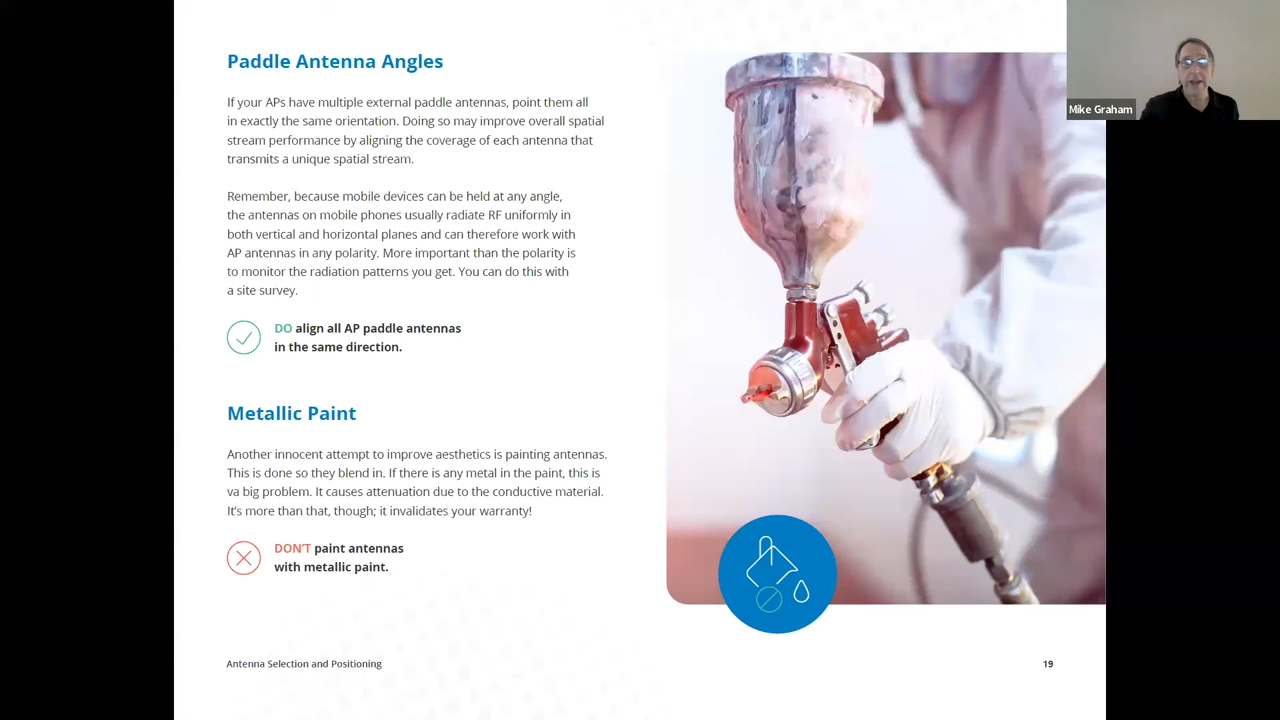 Paddle Antenna Angles
If your APs have multiple external paddle antennas, point them all
in exactly the same orientation. Doing so may improve overall spatial
stream performance by aligning the coverage of each antenna that
transmits a unique spatial stream.
Remember, because mobile devices can be held at any angle,
the antennas on mobile phones usually radiate RF uniformly in
both vertical and horizontal planes and can therefore work with
AP antennas in any polarity. More important than the polarity is
to monitor the radiation patterns you get. You can do this with
a site survey.
DO align all AP paddle antennas
in the same direction.
Metallic Paint
Another innocent attempt to improve aesthetics is painting antennas.
This is done so they blend in. If there is any metal in the paint, this is
va big problem. It causes attenuation due to the conductive material.
It’s more than that, though; it invalidates your warranty!
DON’T paint antennas
with metallic paint.
Antenna Selection and Positioning
19
Mike Graham